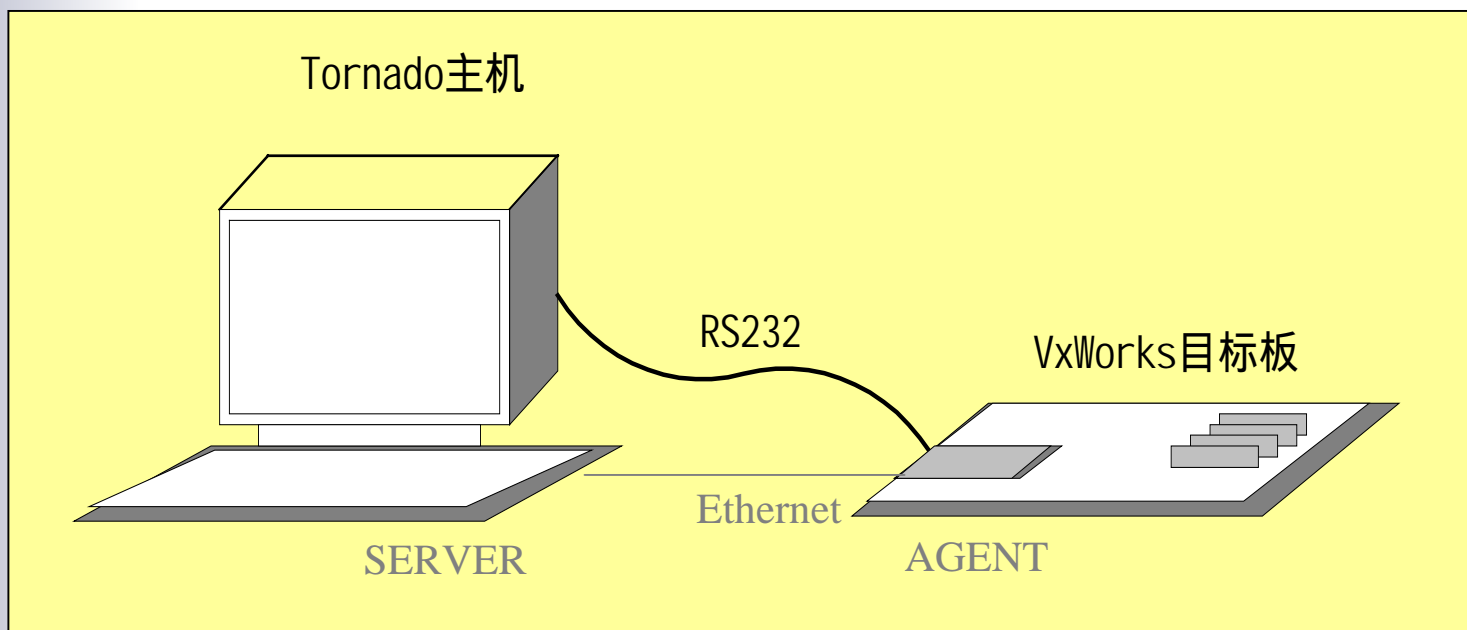 Tornado主机
RS232
VxWorks目标板
Ethernet
SERVER
AGENT